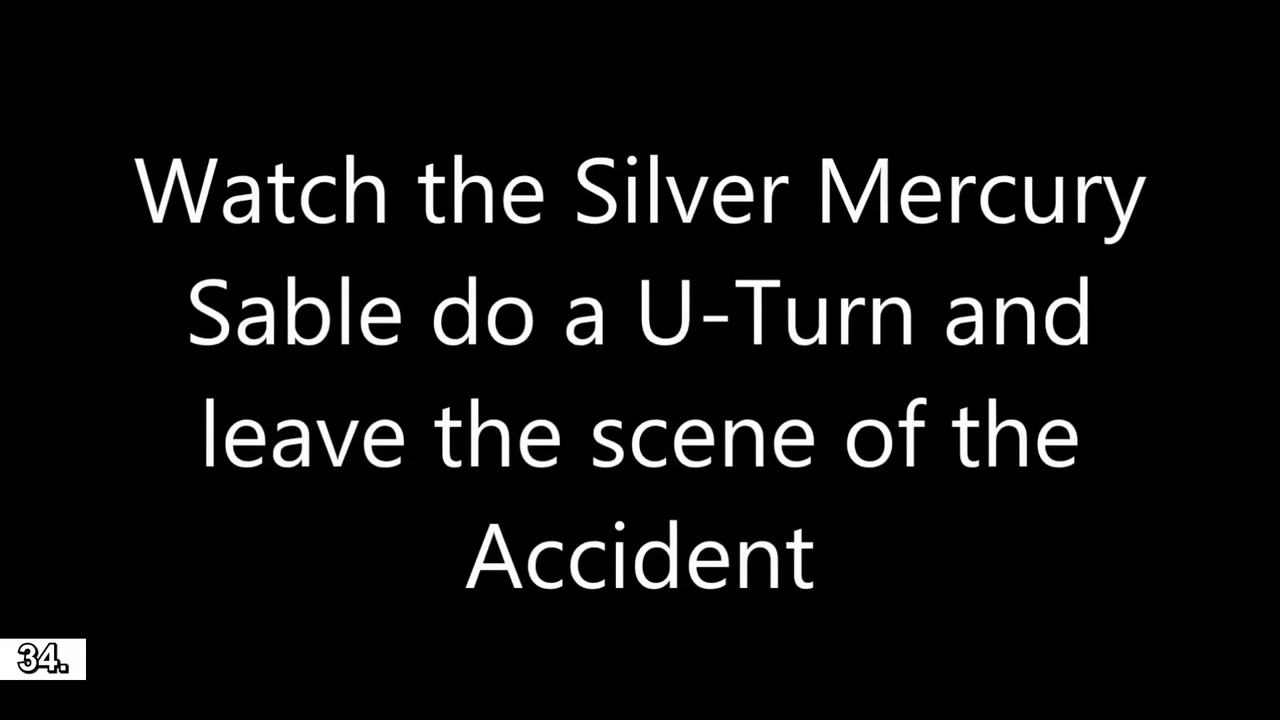 Watch the Silver Mercury
Sable do a U-Turn and
leave the scene of the
Accident
34.